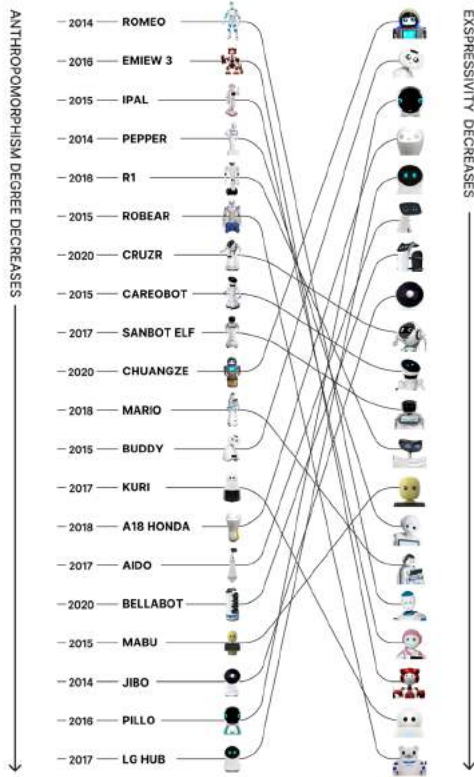 ANTHROPOMORPHISM DEGREE DECREASES
EXSPRESSIVITY DECREASES
2014 ROMEO
2016 EMIEW 3
2015 IPAL
2014 PEPPER
2018 R1
2015 ROBEAR
2020 CRUZR
2015 CAREOBOT
2017 SANBOT ELF
2020 CHUANGZE
2018 MARIO
2015 BUDDY
2017 KURI
2018 A18 HONDA
2017 AIDO
2020 BELLABOT
2015 MABU
2014 JIBO
2016 PILLO
2017 LG HUB